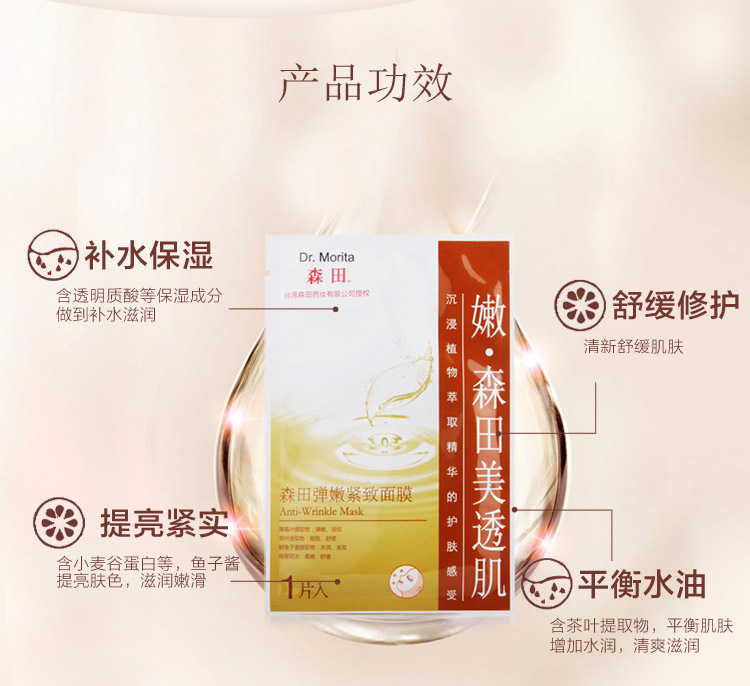 产品功效
补水保湿
含透明质酸等保湿成分
做到补水滋润
舒缓修护
清新舒缓肌肤
提亮紧实
含小麦谷蛋白等，鱼子酱
提亮肤色，滋润嫩滑
平衡水油
含茶叶提取物，平衡肌肤
增加水润，清爽滋润
Dr. Morita
森田®
台湾森田药妆有限公司授权
嫩·森田美透肌
沉浸植物萃取精华的护肤感受
森田弹嫩紧致面膜
Anti-Wrinkle Mask
1片入